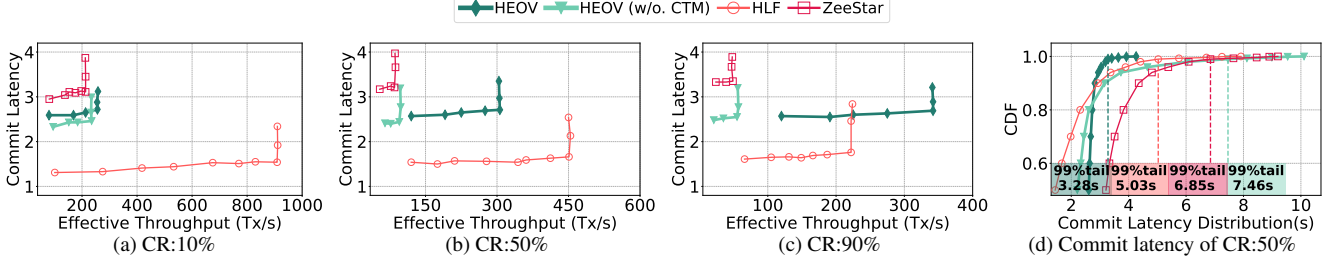 HEOV HEOV (w/o. CTM) HLF ZeeStar
Commit Latency
4
3
2
1
200 400 600 800 1000
Effective Throughput (Tx/s)
(a) CR:10%
Commit Latency
4
3
2
1
150 300 450 600
Effective Throughput (Tx/s)
(b) CR:50%
Commit Latency
4
3
2
1
100 200 300 400
Effective Throughput (Tx/s)
(c) CR:90%
CDF
1.0
0.8
0.6
99%tail 99%tail 99%tail 99%tail
3.28s 5.03s 6.85s 7.46s
2 4 6 8 10
Commit Latency Distribution(s)
(d) Commit latency of CR:50%